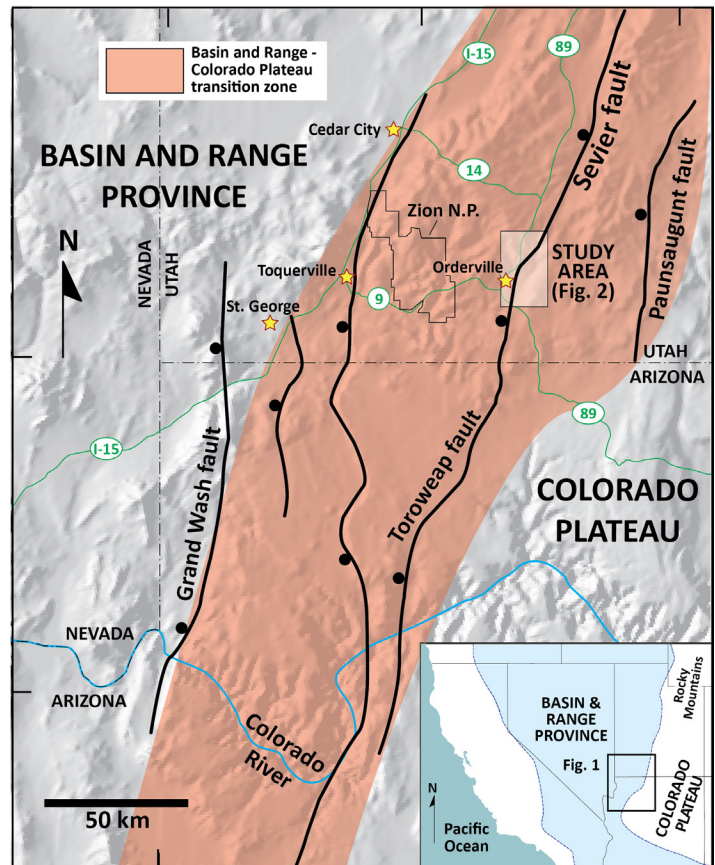 Basin and Range -
Colorado Plateau
transition zone
I-15
89
Cedar City
BASIN AND RANGE
PROVINCE
14
Sevier fault
Paunsaugunt fault
N
Zion N.P.
NEVADA
UTAH
Toquerville
Orderville
STUDY
AREA
(Fig. 2)
9
St. George
UTAH
ARIZONA
I-15
89
Grand Wash fault
Toroweap fault
COLORADO
PLATEAU
NEVADA
ARIZONA
Colorado
River
50 km
BASIN &
RANGE
PROVINCE
Rocky
Mountains
Fig. 1
COLORADO
PLATEAU
N
Pacific
Ocean